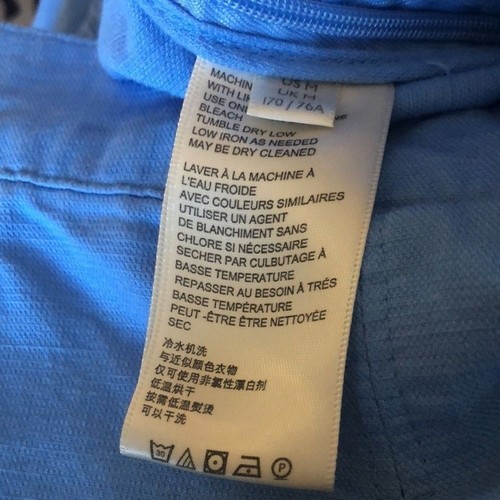 US M
UK M
170 / 76A
MACHIN
WITH LI
USE ON
BLEACH
TUMBLE DRY LOW
LOW IRON AS NEEDED
MAY BE DRY CLEANED
LAVER À LA MACHINE À
L'EAU FROIDE
AVEC COULEURS SIMILAIRES
UTILISER UN AGENT
DE BLANCHIMENT SANS
CHLORE SI NÉCESSAIRE
SECHER PAR CULBUTAGE À
BASSE TEMPERATURE
REPASSER AU BESOIN À TRÉS
BASSE TEMPÉRATURE
PEUT -ÊTRE ÊTRE NETTOYÉE
SEC
冷水机洗
与近似颜色衣物
仅可使用非氯性漂白剂
低温烘干
按需低温熨烫
可以干洗
30
P